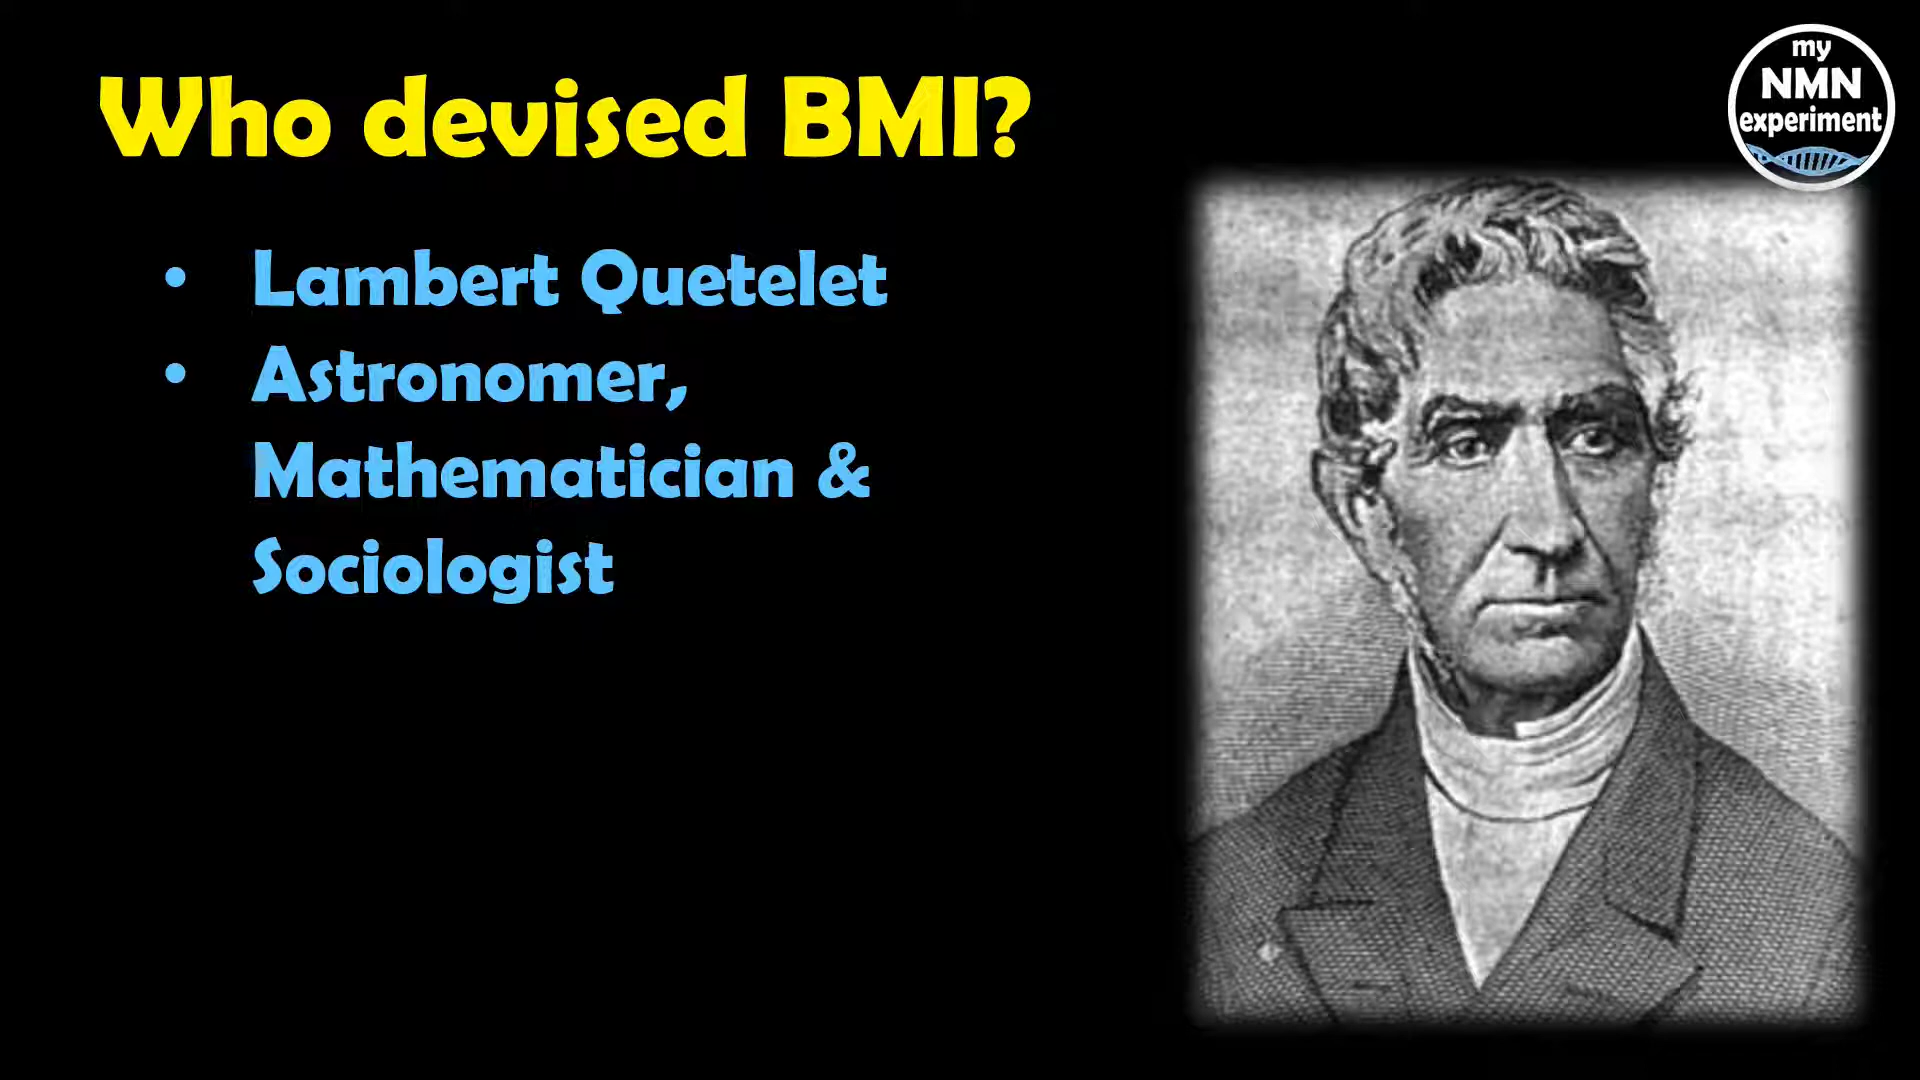 Who devised BMI?
my
NMN
experiment
• Lambert Quetelet
• Astronomer,
Mathematician &
Sociologist